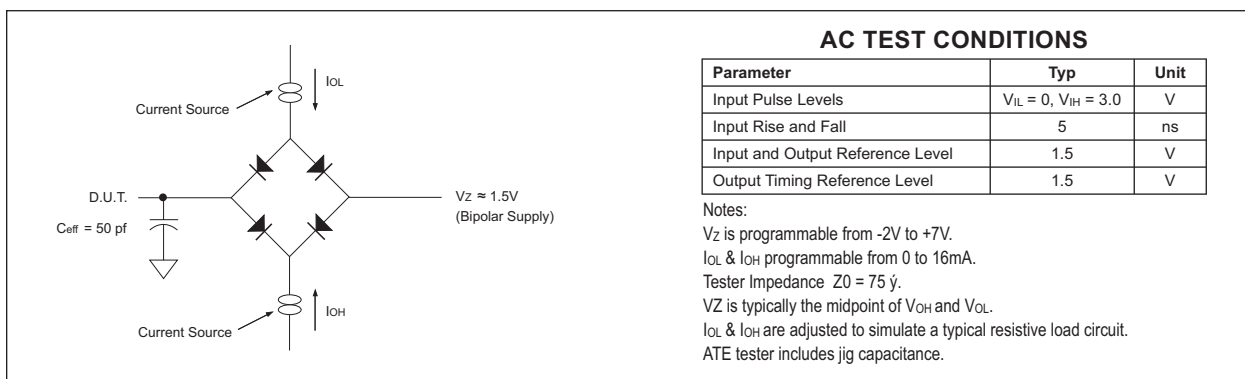 IOL
Current Source
D.U.T.
Ceff = 50 pf
VZ ≈ 1.5V
(Bipolar Supply)
IOH
Current Source
AC TEST CONDITIONS
Parameter Typ Unit
Input Pulse Levels VIL = 0, VIH = 3.0 V
Input Rise and Fall 5 ns
Input and Output Reference Level 1.5 V
Output Timing Reference Level 1.5 V
Notes:
VZ is programmable from -2V to +7V.
IOL & IOH programmable from 0 to 16mA.
Tester Impedance Z0 = 75 ý.
VZ is typically the midpoint of VOH and VOL.
IOL & IOH are adjusted to simulate a typical resistive load circuit.
ATE tester includes jig capacitance.